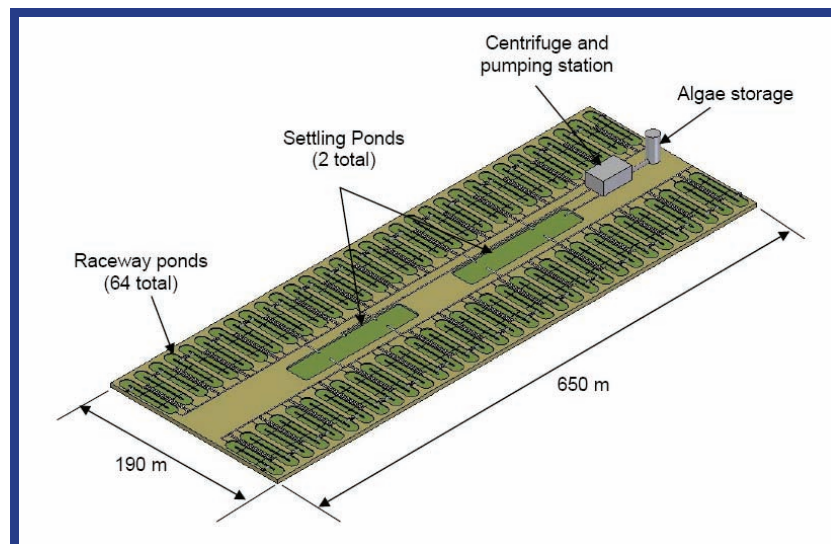 Centrifuge and
pumping station
Algae storage
Settling Ponds
(2 total)
Raceway ponds
(64 total)
650 m
190 m